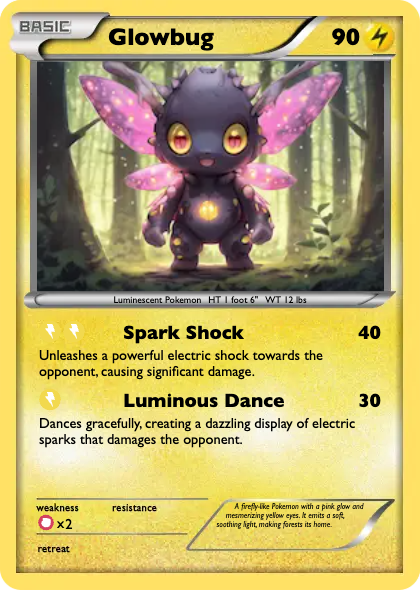 BASIC Glowbug 90
Luminescent Pokemon HT 1 foot 6" WT 12 lbs
Spark Shock 40
Unleashes a powerful electric shock towards the
opponent, causing significant damage.
Luminous Dance 30
Dances gracefully, creating a dazzling display of electric
sparks that damages the opponent.
weakness resistance
x2
A firefly-like Pokemon with a pink glow and
mesmerizing yellow eyes. It emits a soft,
soothing light, making forests its home.
retreat